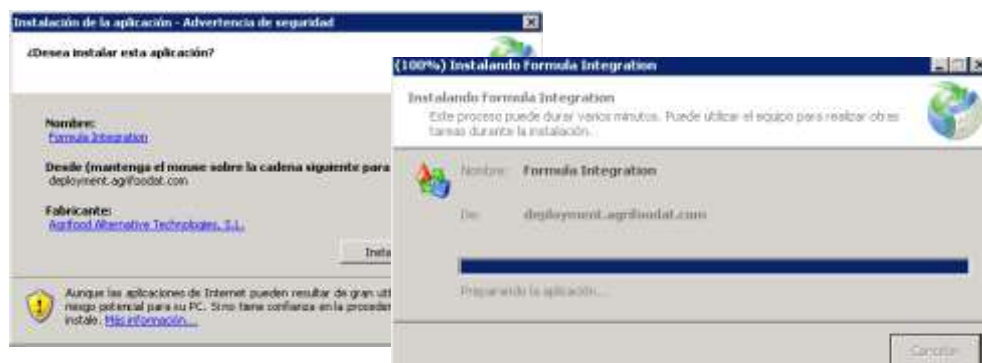 Instalación de la aplicación - Advertencia de seguridad
¿Desea instalar esta aplicación?
Nombre:
Formula Integration
Desde (mantenga el mouse sobre la cadena siguiente para
deployment.agrifoodat.com
Fabricante:
Agrifood Alternative Technologies, S.L.
Insta
Aunque las aplicaciones de Internet pueden resultar de gran uti
riesgo potencial para su PC. Si no tiene confianza en la proceden
instale. Más información...
(100%) Instalando Formula Integration
Instalando Formula Integration
Este proceso puede durar varios minutos. Puede utilizar el equipo para realizar otras
tareas durante la instalación.
Nombre: Formula Integration
De: deployment.agrifoodat.com
Preparando la aplicación...
Cancelar